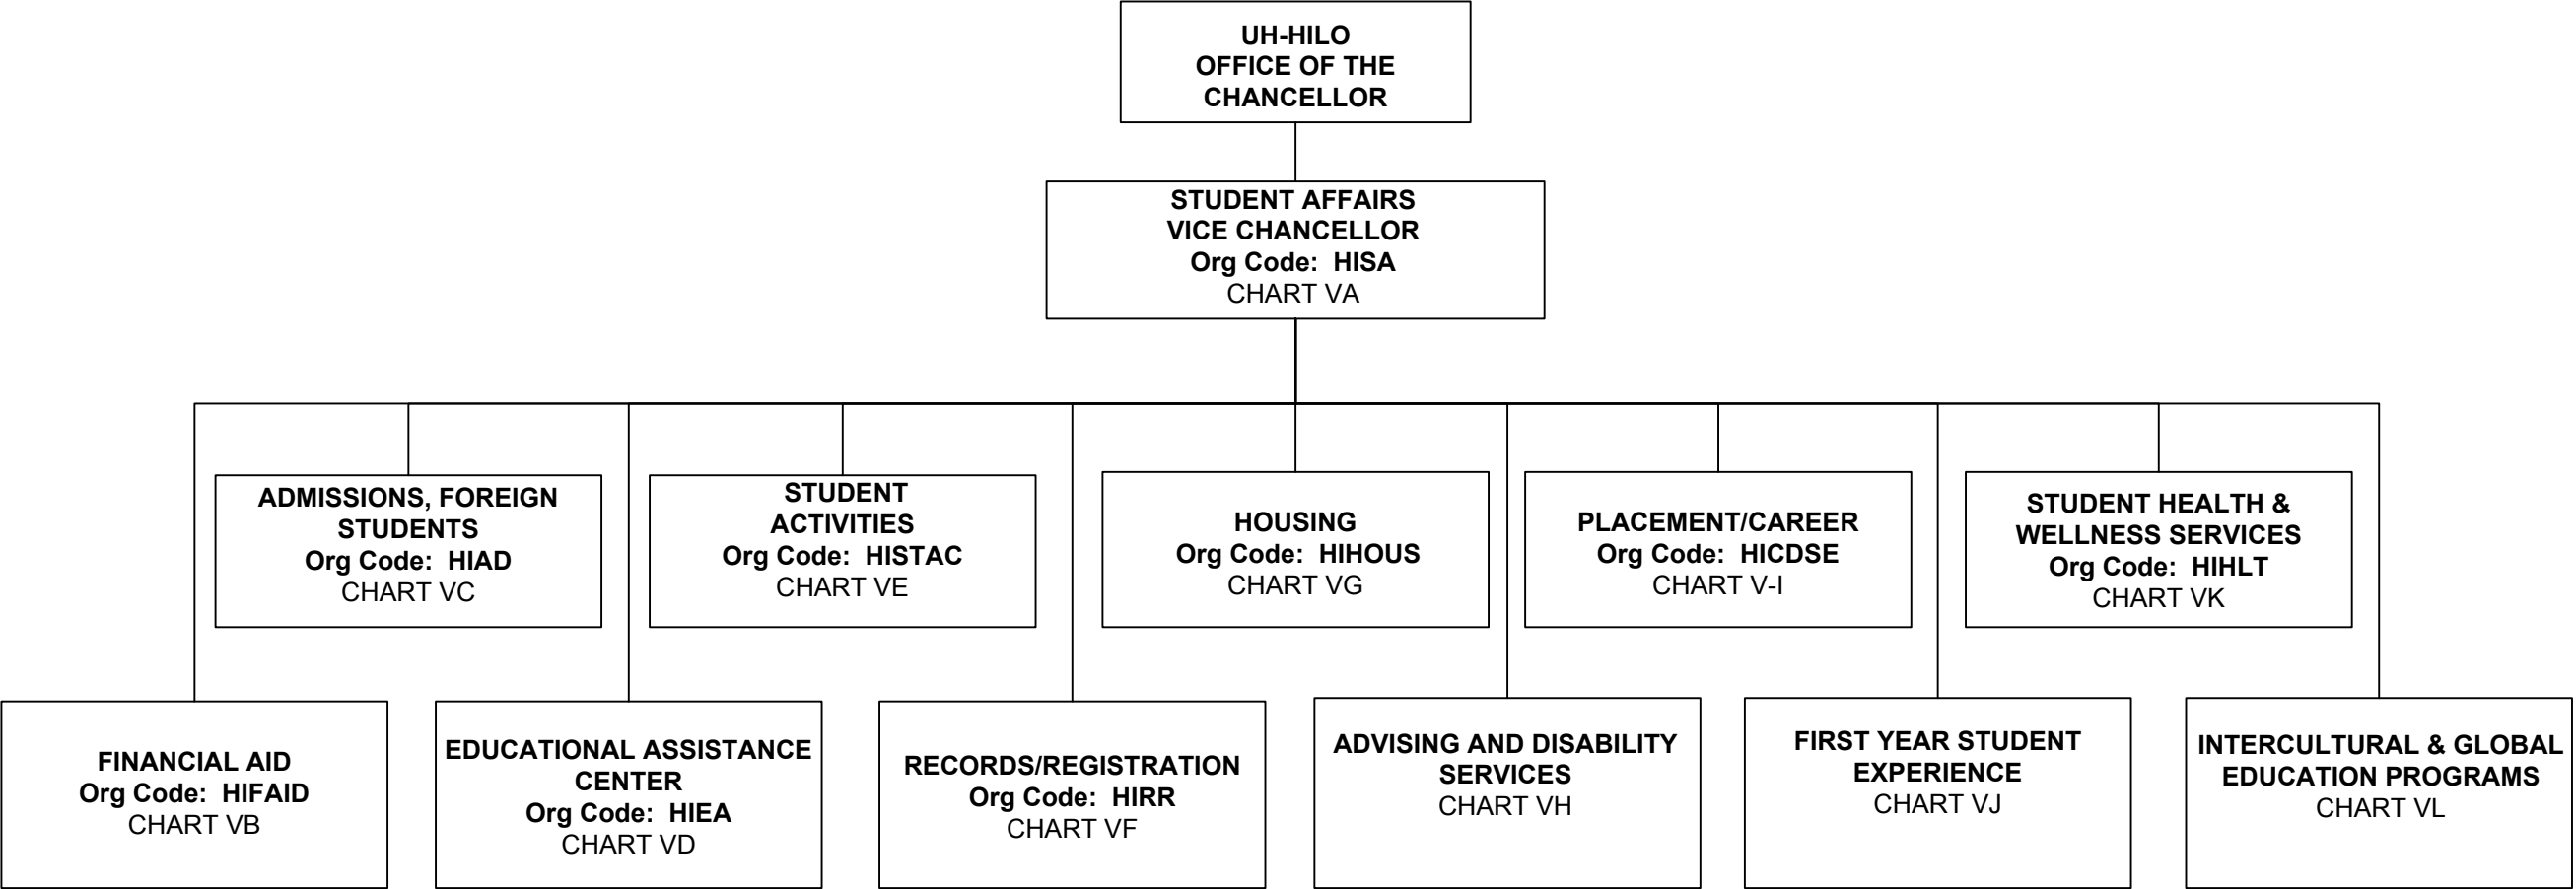 UH-HILO
OFFICE OF THE
CHANCELLOR
STUDENT AFFAIRS
VICE CHANCELLOR
Org Code:  HISA
CHART VA
ADMISSIONS, FOREIGN
STUDENTS
Org Code:  HIAD
CHART VC
STUDENT
ACTIVITIES
Org Code:  HISTAC
CHART VE
HOUSING
Org Code:  HIHOUS
CHART VG
PLACEMENT/CAREER
Org Code:  HICDSE
CHART V-I
STUDENT HEALTH &
WELLNESS SERVICES
Org Code:  HIHLT
CHART VK
FINANCIAL AID
Org Code:  HIFAID
CHART VB
EDUCATIONAL ASSISTANCE
CENTER
Org Code:  HIEA
CHART VD
RECORDS/REGISTRATION
Org Code:  HIRR
CHART VF
ADVISING AND DISABILITY
SERVICES
CHART VH
FIRST YEAR STUDENT
EXPERIENCE
CHART VJ
INTERCULTURAL & GLOBAL
EDUCATION PROGRAMS
CHART VL